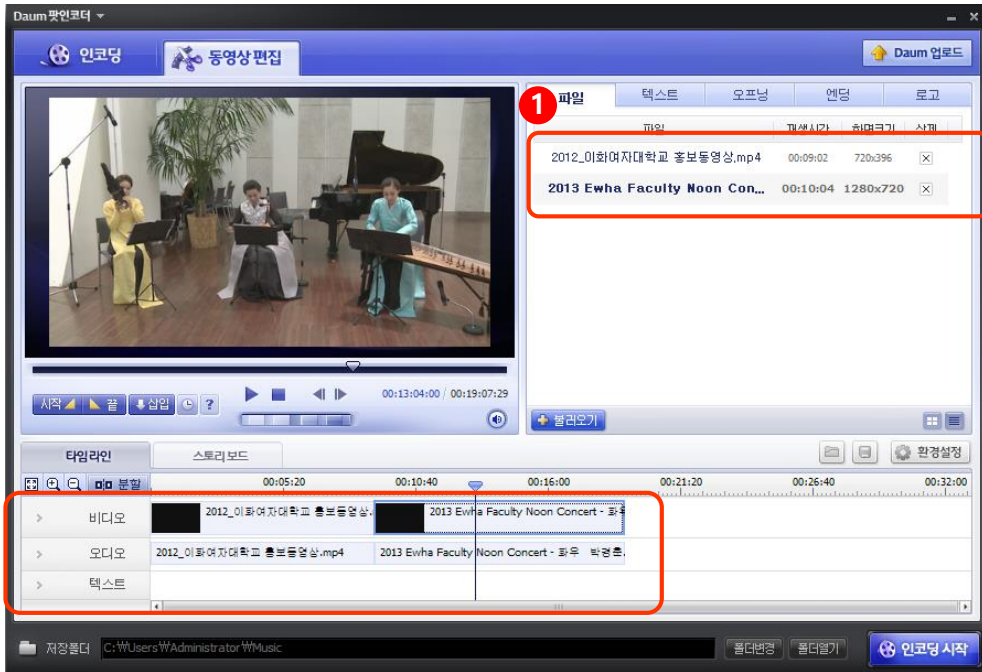 Daum 팟인코더
인코딩 동영상 편집 Daum 업로드
1
파일 텍스트 오프닝 엔딩 로고
파일 재생시간 화면크기 삭제
2012_이화여자대학교 홍보동영상.mp4 00:09:02 720x396
2013 Ewha Faculty Noon Con... 00:10:04 1280x720
시작 끝 삽입 ? 00:13:04:00 / 00:19:07:29
불러오기
타임라인 스토리보드 환경설정
분할 00:05:20 00:10:40 00:16:00 00:21:20 00:26:40 00:32:00
비디오 2012_이화여자대학교 홍보동영상. 2013 Ewha Faculty Noon Concert - 화우
오디오 2012_이화여자대학교 홍보동영상.mp4 2013 Ewha Faculty Noon Concert - 화우 박경훈.
텍스트
저장폴더 C:₩Users₩Administrator₩Music 폴더변경 폴더열기 인코딩 시작